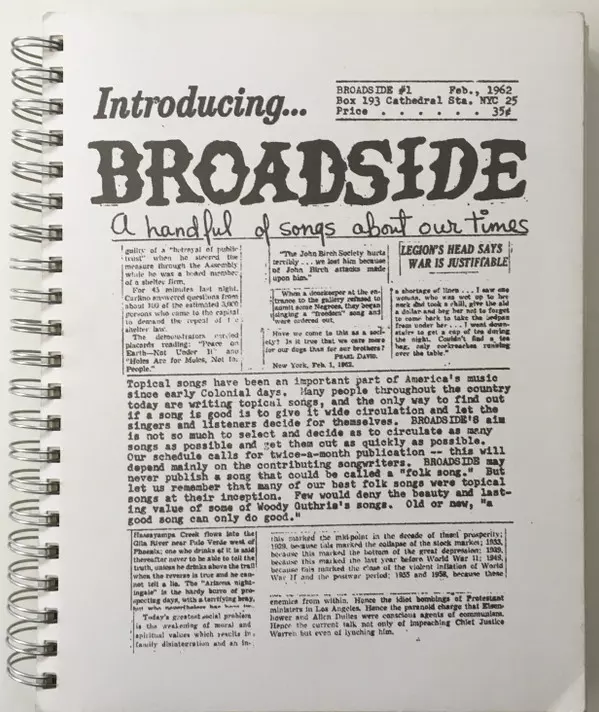 Introducing...
BROADSIDE #1 Feb., 1962
Box 193 Cathedral Sta. NYC 25
Price . . . . . . 35¢
BROADSIDE
A handful of songs about our times
guilty of a "betrayal of public
trust" when he steered the
measure through the Assembly
while he was a board member
of a shelter firm.
For 45 minutes last night,
Carlino answered questions from
about 100 of the estimated 3,000
persons who came to the capital
to demand the repeal of the
shelter law.
The demonstrators carried
placards reading: "Peace on
Earth—Not Under It" and
"Holes Are for Moles, Not for
People."
"The John Birch Society hurts
terribly . . . we lost him because
of John Birch attacks made
upon him."
When a doorkeeper at the en-
trance to the gallery refused to
admit some Negroes, they began
singing a "freedom" song and
were ordered out.
Have we come to this as a soci-
ety? Is it true that we care more
for our dogs than for our brothers?
PEARL DAVID.
New York, Feb. 1, 1962.
LEGION'S HEAD SAYS
WAR IS JUSTIFIABLE
"a shortage of linen . . . I saw one
woman, who was wet up to her
neck and took a chill, give the aid
a dollar and beg her not to forget
to come back to take the bedpan
from under her . . . I went down-
stairs to get a cup of tea during
the night. Couldn't find a tea
bag, only cockroaches running
over the table."
Topical songs have been an important part of America's music
since early Colonial days. Many people throughout the country
today are writing topical songs, and the only way to find out
if a song is good is to give it wide circulation and let the
singers and listeners decide for themselves. BROADSIDE'S aim
is not so much to select and decide as to circulate as many
songs as possible and get them out as quickly as possible.
Our schedule calls for twice-a-month publication -- this will
depend mainly on the contributing songwriters. BROADSIDE may
never publish a song that could be called a "folk song." But
let us remember that many of our best folk songs were topical
songs at their inception. Few would deny the beauty and last-
ing value of some of Woody Guthrie's songs. Old or new, "a
good song can only do good."
Hassayampa Creek flows into the
Gila River near Palo Verde west of
Phoenix; one who drinks of it is said
thereafter never to be able to tell the
truth, unless he drinks above the trail
when the reverse is true and he can-
not tell a lie. The "Arizona night-
ingale" is the hardy burro of pro-
specting days, with a terrifying bray,
but who nevertheless has
Today's greatest social problem
is the weakening of moral and
spiritual values which results in
family disintegration and an in-
this marked the midpoint in the decade of
prosperity;
1929, because this marked the collapse of the stock market; 1933,
because this marked the bottom of the great depression; 1939,
because this marked the last year before World War II; 1948,
because this marked the close of the violent inflation of World
War II and the postwar period; 1955 and 1958, because these
enemies from within. Hence the idiot bombings of Protestant
ministers in Los Angeles. Hence the paranoid charge that Eisen-
hower and Allen Dulles were conscious agents of communism.
Hence the current talk not only of impeaching Chief Justice
Warren but even of lynching him.